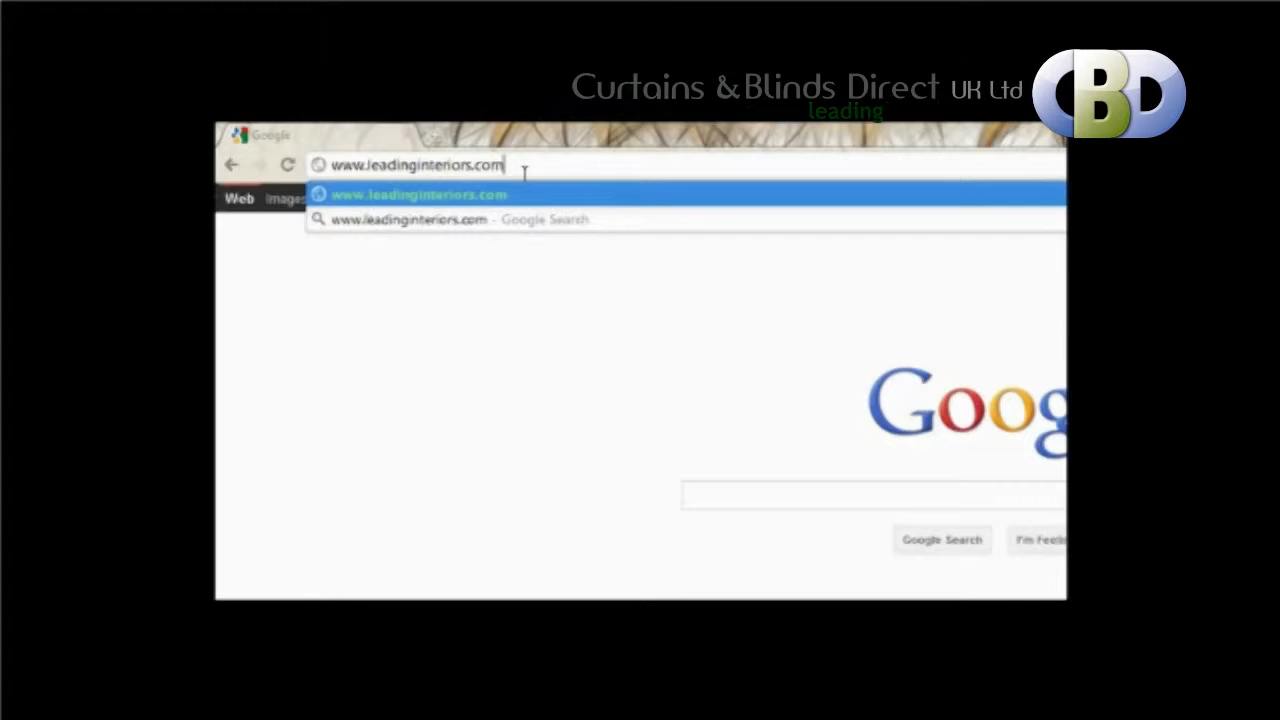 Curtains & Blinds Direct UK Ltd
CBD
leading
Google
www.leadinginteriors.com
www.leadinginteriors.com
Web Images
www.leadinginteriors.com - Google Search
Goog
Google Search
I'm Feeli